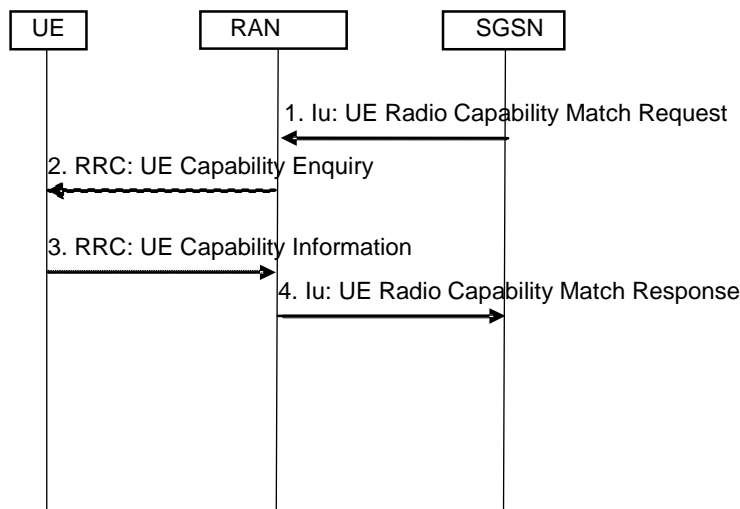 UE
RAN
SGSN
1. Iu: UE Radio Capability Match Request
2. RRC: UE Capability Enquiry
3. RRC: UE Capability Information
4. Iu: UE Radio Capability Match Response